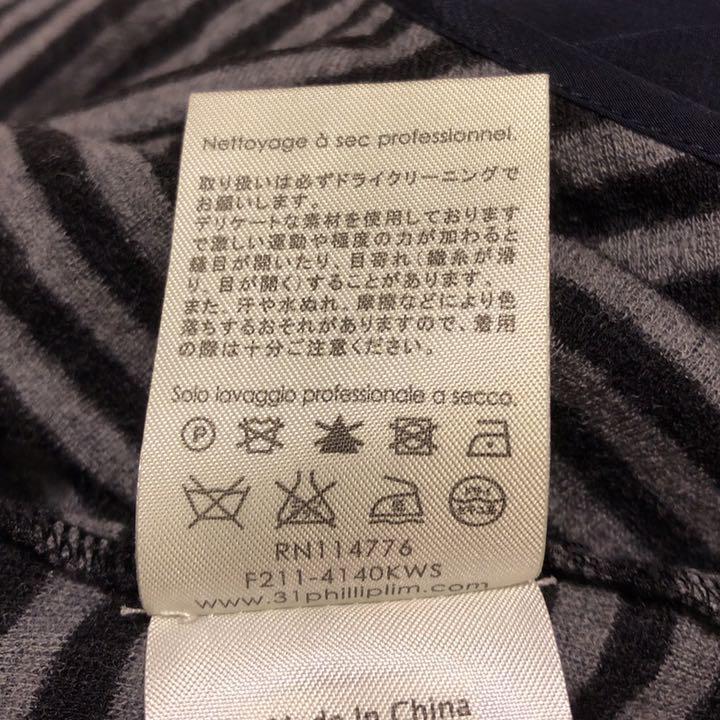 Nettoyage à sec professionnel.
取り扱いは必ずドライクリーニングで
お願いします。
デリケートな素材を使用しております
で激しい運動や極度の力が加わると
縫目が開いたり、目寄れ（織糸が滑
り、目が開く）することがあります。
また、汗や水ぬれ、摩擦などにより色
落ちするおそれがありますので、着用
の際は十分ご注意ください。
Solo lavaggio professionale a secco.
P
RN114776
F211-4140KWS
www.31philliplim.com
Made In China